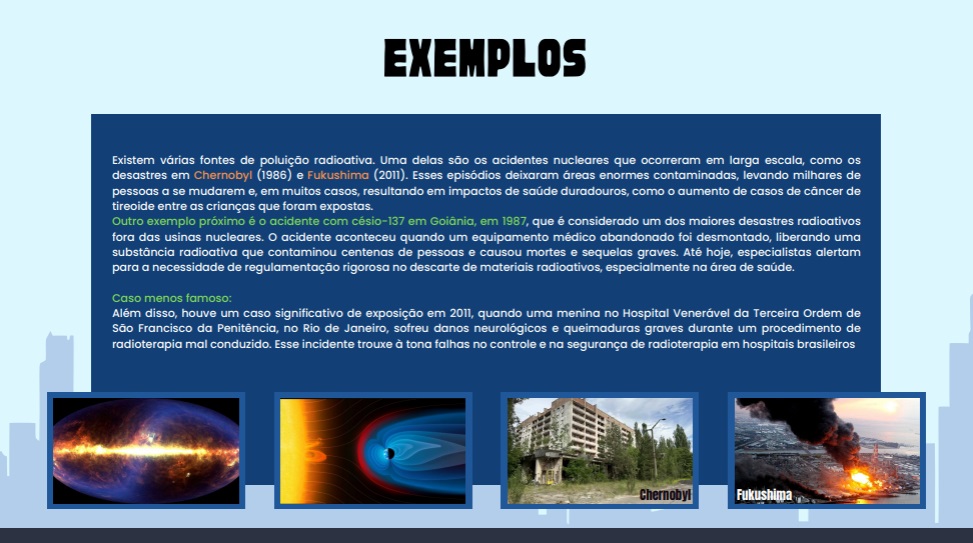 EXEMPLOS
Existem várias fontes de poluição radioativa. Uma delas são os acidentes nucleares que ocorreram em larga escala, como os
desastres em Chernobyl (1986) e Fukushima (2011). Esses episódios deixaram áreas enormes contaminadas, levando milhares de
pessoas a se mudarem e, em muitos casos, resultando em impactos de saúde duradouros, como o aumento de casos de câncer de
tireoide entre as crianças que foram expostas.
Outro exemplo próximo é o acidente com césio-137 em Goiânia, em 1987, que é considerado um dos maiores desastres radioativos
fora das usinas nucleares. O acidente aconteceu quando um equipamento médico abandonado foi desmontado, liberando uma
substância radioativa que contaminou centenas de pessoas e causou mortes e sequelas graves. Até hoje, especialistas alertam
para a necessidade de regulamentação rigorosa no descarte de materiais radioativos, especialmente na área de saúde.
Caso menos famoso:
Além disso, houve um caso significativo de exposição em 2011, quando uma menina no Hospital Venerável da Terceira Ordem de
São Francisco da Penitência, no Rio de Janeiro, sofreu danos neurológicos e queimaduras graves durante um procedimento de
radioterapia mal conduzido. Esse incidente trouxe à tona falhas no controle e na segurança de radioterapia em hospitais brasileiros
Chernobyl
Fukushima